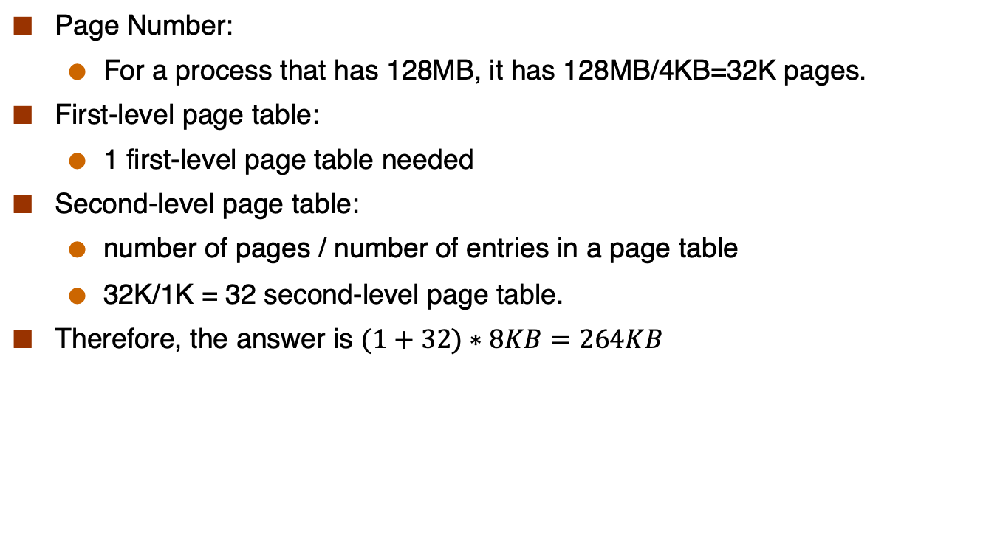 Page Number:
For a process that has 128MB, it has 128MB/4KB=32K pages.
First-level page table:
1 first-level page table needed
Second-level page table:
number of pages / number of entries in a page table
32K/1K = 32 second-level page table.
Therefore, the answer is (1 + 32) ∗ 8KB = 264KB